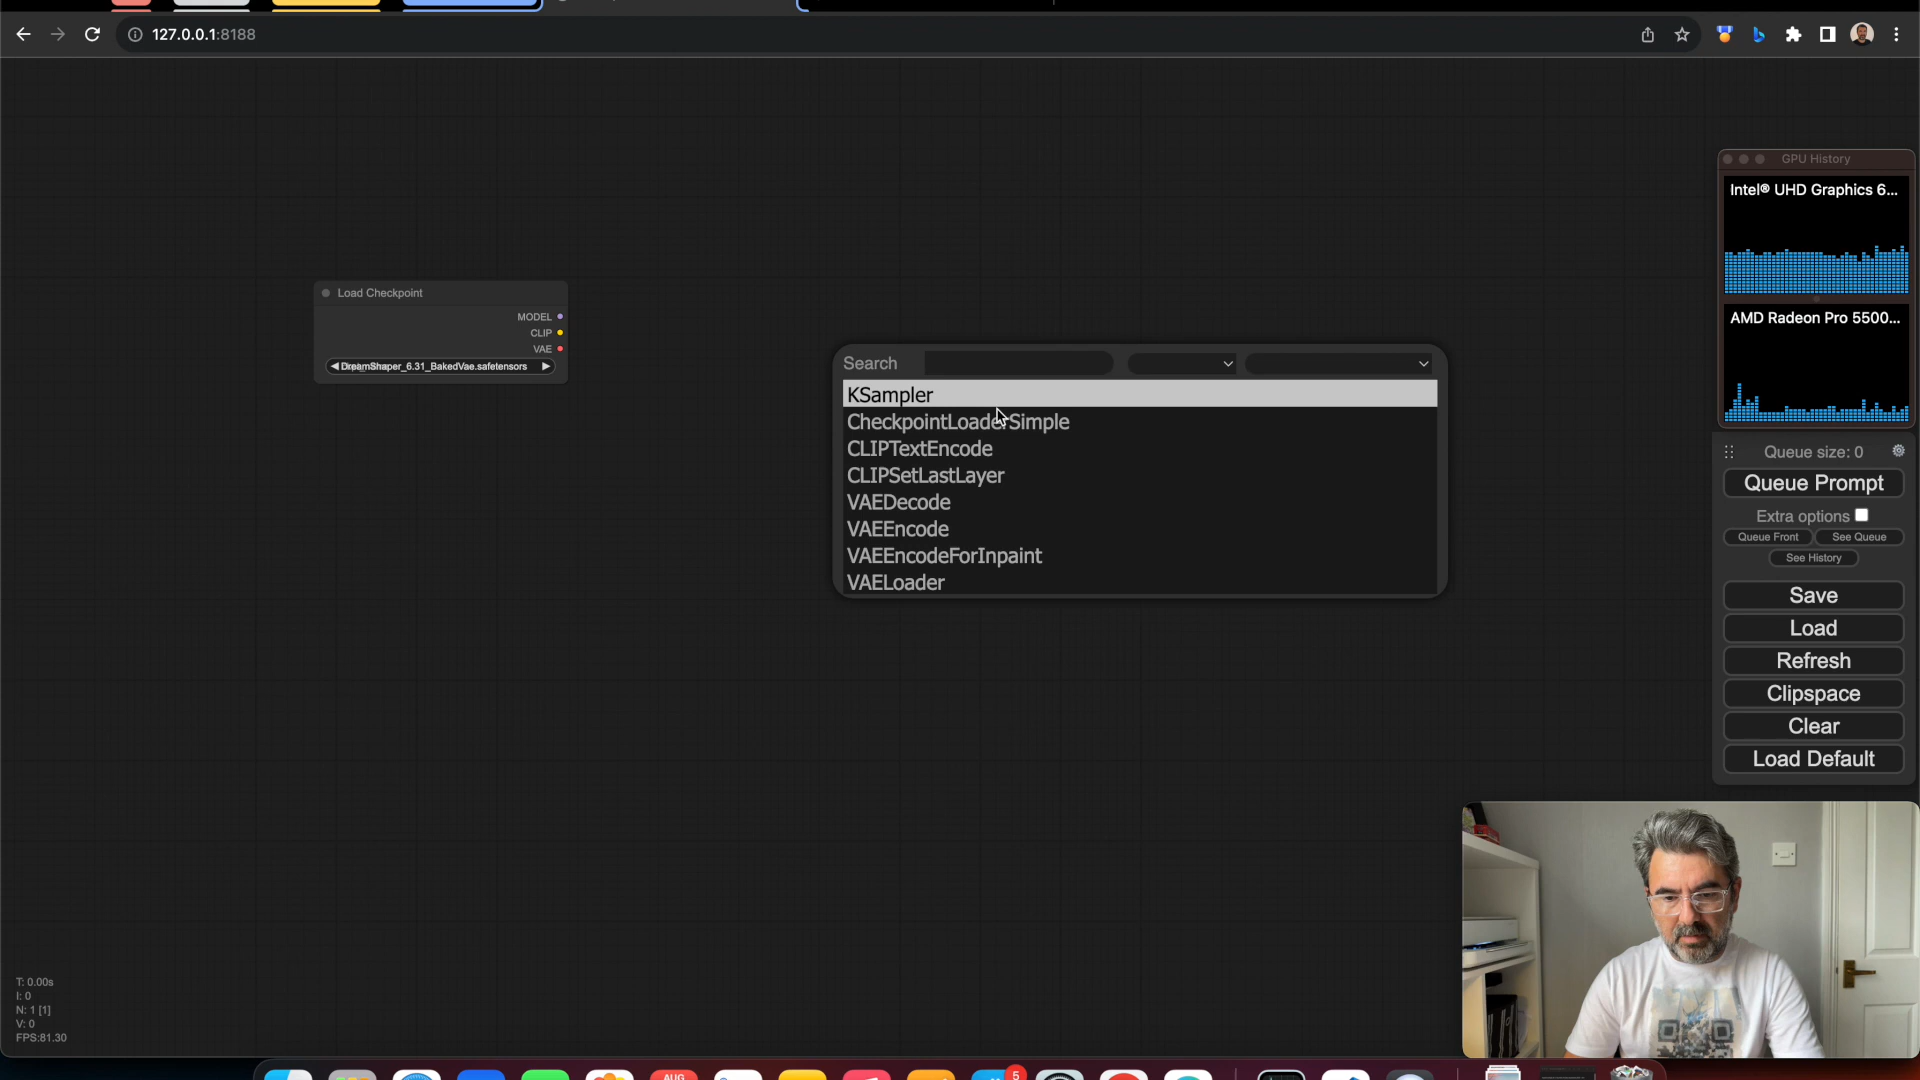 127.0.0.1:8188
GPU History
Intel® UHD Graphics 6...
AMD Radeon Pro 5500...
Load Checkpoint
MODEL
CLIP
VAE
DreamShaper_6.31_BakedVae.safetensors
Search
KSampler
CheckpointLoaderSimple
CLIPTextEncode
CLIPSetLastLayer
VAEDecode
VAEEncode
VAEEncodeForInpaint
VAELoader
Queue size: 0
Queue Prompt
Extra options
Queue Front See Queue
See History
Save
Load
Refresh
Clipspace
Clear
Load Default
T: 0.00s
I: 0
N: 1 [1]
V: 0
FPS:81.30
AUG
5